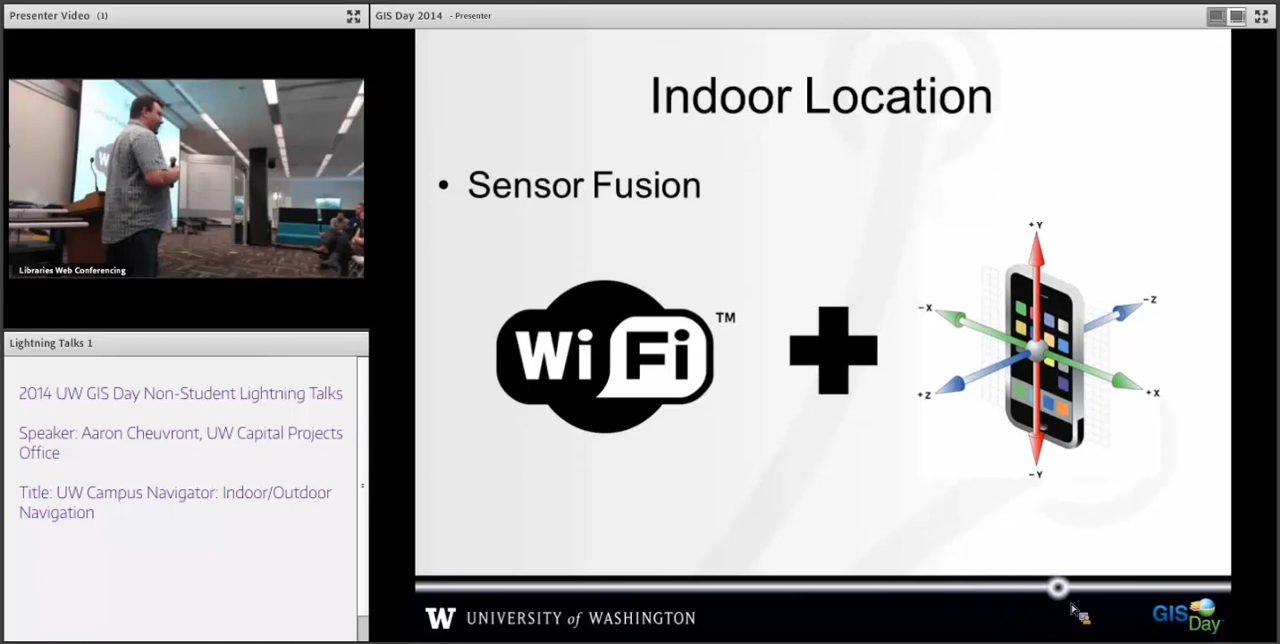 Presenter Video (1)
GIS Day 2014 - Presenter
Libraries Web Conferencing
Lightning Talks 1
2014 UW GIS Day Non-Student Lightning Talks
Speaker: Aaron Cheuvront, UW Capital Projects
Office
Title: UW Campus Navigator: Indoor/Outdoor
Navigation
Indoor Location
• Sensor Fusion
Wi Fi TM
+Y
-X
-Z
+Z
+X
-Y
W UNIVERSITY of WASHINGTON
GIS Day